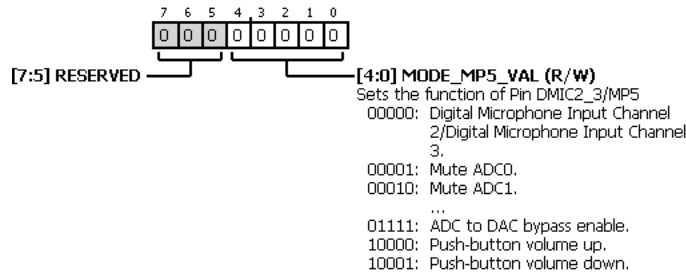 7 6 5 4 3 2 1 0
0 0 0 0 0 0 0 0
[7:5] RESERVED
[4:0] MODE_MP5_VAL (R/W)
Sets the function of Pin DMIC2_3/MP5
00000: Digital Microphone Input Channel
2/Digital Microphone Input Channel
3.
00001: Mute ADC0.
00010: Mute ADC1.
...
01111: ADC to DAC bypass enable.
10000: Push-button volume up.
10001: Push-button volume down.